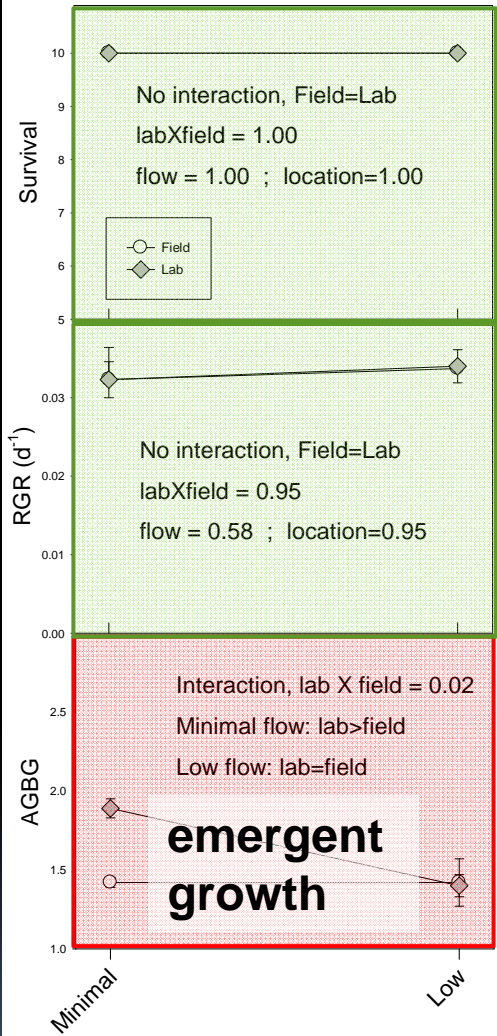 Survival
10
9
8
7
6
5
No interaction, Field=Lab
labXfield = 1.00
flow = 1.00 ; location=1.00
Field
Lab
RGR (d-1)
0.03
0.02
0.01
0.00
No interaction, Field=Lab
labXfield = 0.95
flow = 0.58 ; location=0.95
AGBG
2.5
2.0
1.5
1.0
Interaction, lab X field = 0.02
Minimal flow: lab>field
Low flow: lab=field
emergent
growth
Minimal
Low